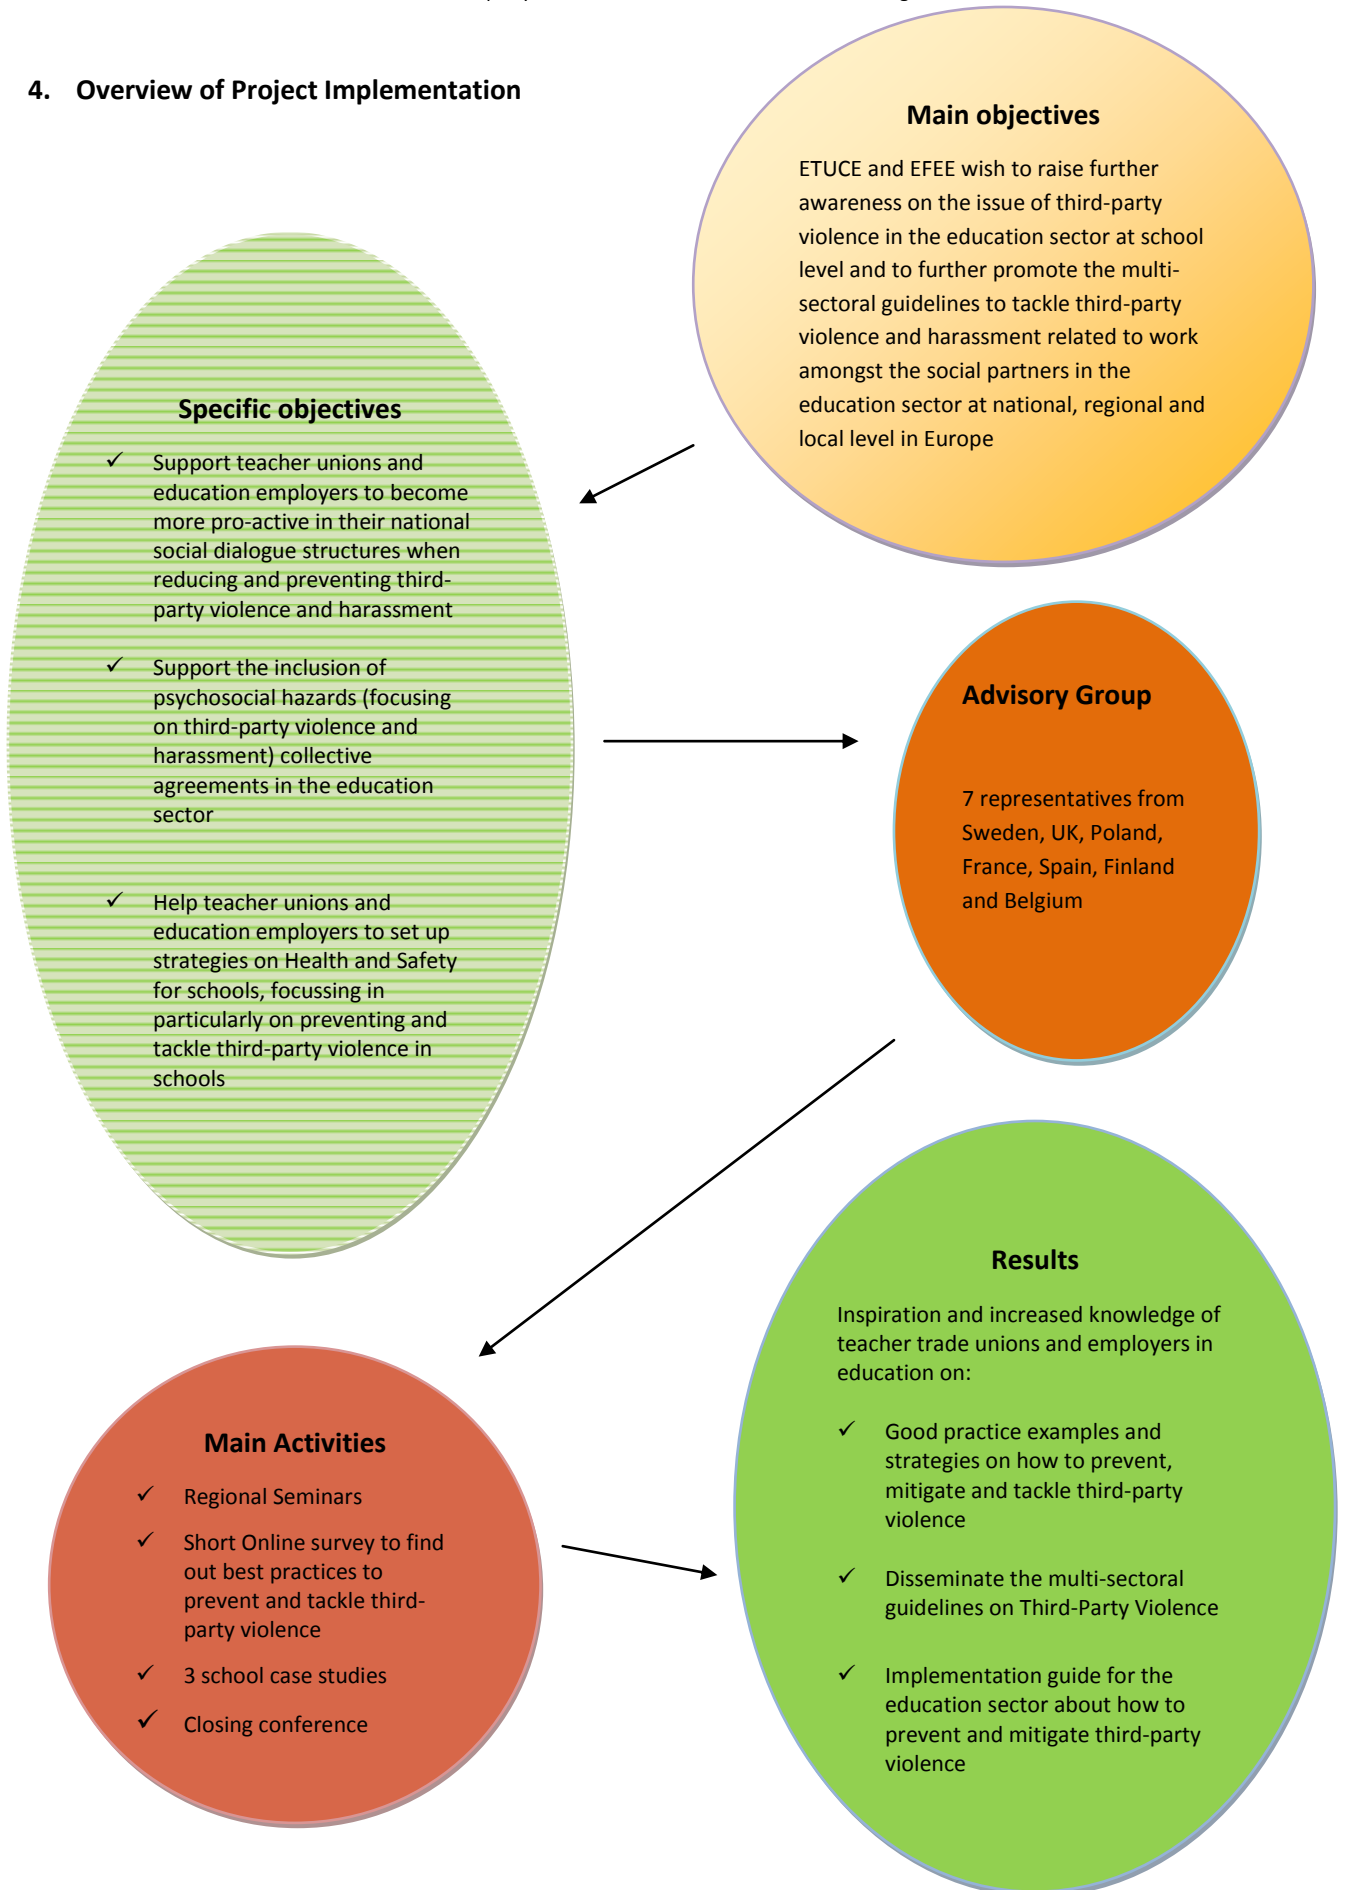 4. Overview of Project Implementation
Main objectives
ETUCE and EFEE wish to raise further
awareness on the issue of third-party
violence in the education sector at school
level and to further promote the multi-
sectoral guidelines to tackle third-party
violence and harassment related to work
amongst the social partners in the
education sector at national, regional and
local level in Europe
Specific objectives
✓ Support teacher unions and
education employers to become
more pro-active in their national
social dialogue structures when
reducing and preventing third-
party violence and harassment
✓ Support the inclusion of
psychosocial hazards (focusing
on third-party violence and
harassment) collective
agreements in the education
sector
✓ Help teacher unions and
education employers to set up
strategies on Health and Safety
for schools, focussing in
particularly on preventing and
tackle third-party violence in
schools
Advisory Group
7 representatives from
Sweden, UK, Poland,
France, Spain, Finland
and Belgium
Main Activities
✓ Regional Seminars
✓ Short Online survey to find
out best practices to
prevent and tackle third-
party violence
✓ 3 school case studies
✓ Closing conference
Results
Inspiration and increased knowledge of
teacher trade unions and employers in
education on:
✓ Good practice examples and
strategies on how to prevent,
mitigate and tackle third-party
violence
✓ Disseminate the multi-sectoral
guidelines on Third-Party Violence
✓ Implementation guide for the
education sector about how to
prevent and mitigate third-party
violence